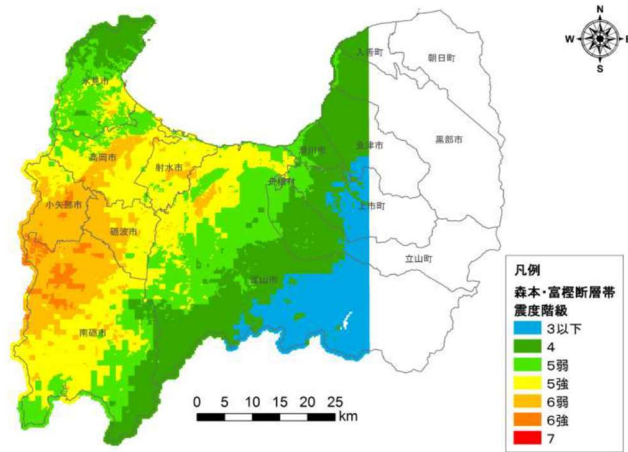 N
W E
S
入善町
朝日町
氷見市
黒部市
魚津市
滑川市
高岡市
射水市
舟橋村
上市町
小矢部市
砺波市
立山町
富山市
南砺市
凡例
森本・富樫断層帯
震度階級
3以下
4
5弱
5強
6弱
6強
7
0 5 10 15 20 25
km